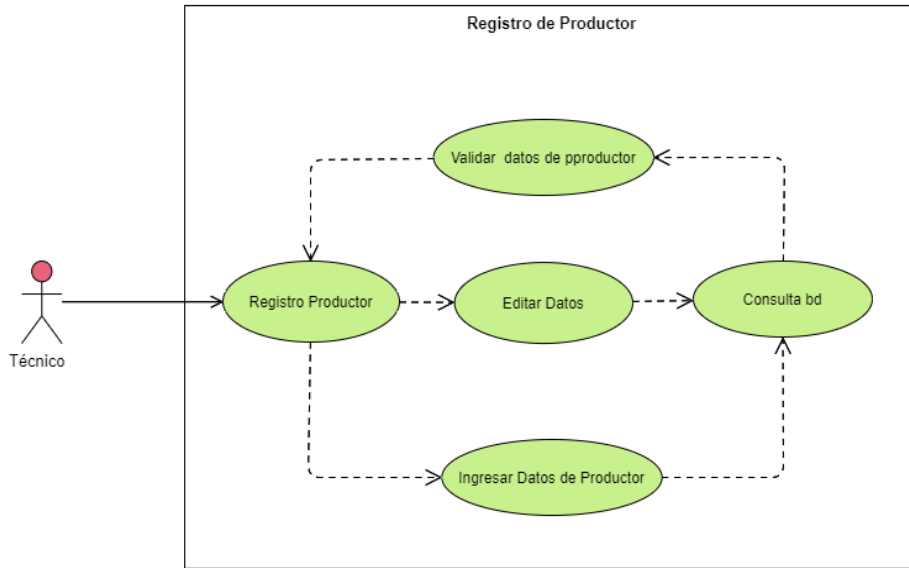 Registro de Productor
Validar datos de pproductor
Registro Productor
Editar Datos
Consulta bd
Técnico
Ingresar Datos de Productor